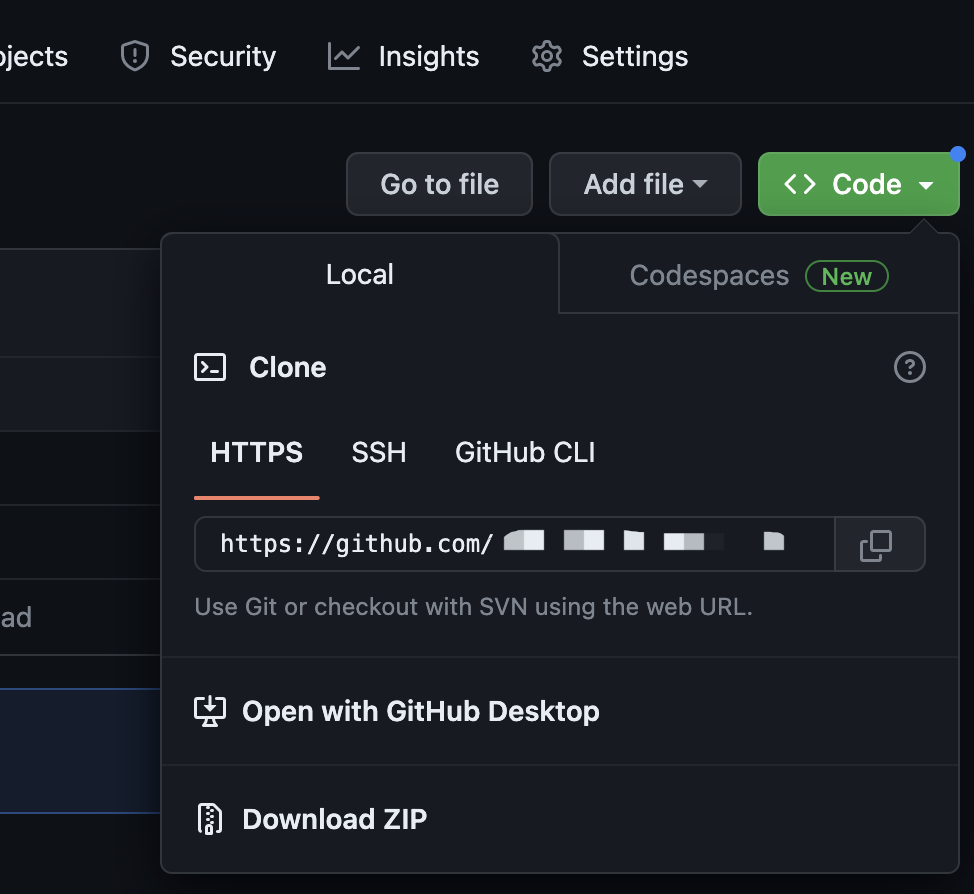 ojects Security Insights Settings
Go to file Add file Code
Local Codespaces New
Clone
HTTPS SSH GitHub CLI
https://github.com/
Use Git or checkout with SVN using the web URL.
ad
Open with GitHub Desktop
Download ZIP